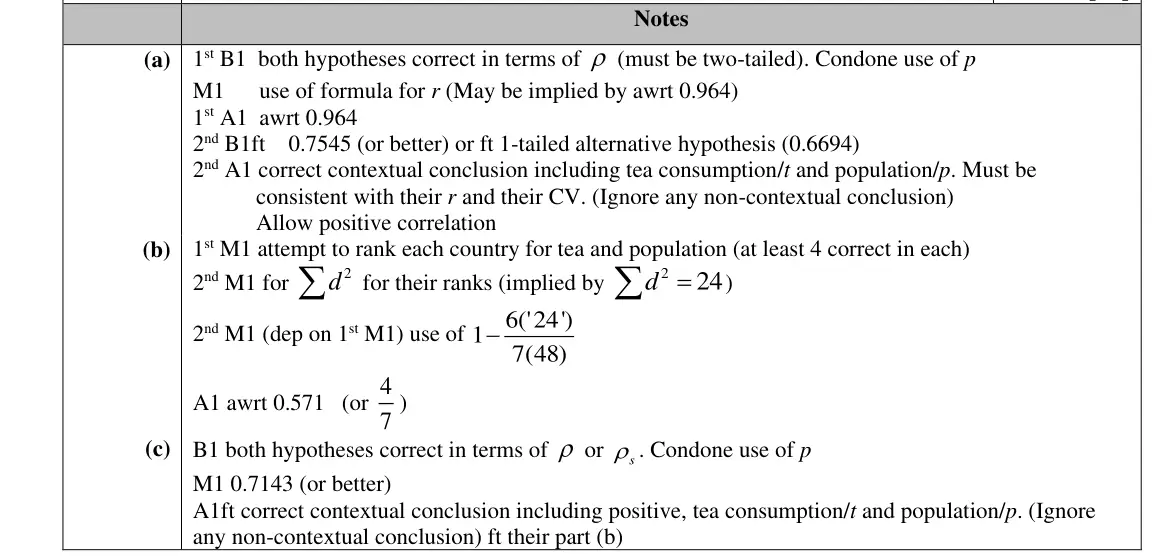 Notes
(a) 1st B1 both hypotheses correct in terms of ρ (must be two-tailed). Condone use of p
M1 use of formula for r (May be implied by awrt 0.964)
1st A1 awrt 0.964
2nd B1ft 0.7545 (or better) or ft 1-tailed alternative hypothesis (0.6694)
2nd A1 correct contextual conclusion including tea consumption/t and population/p. Must be
consistent with their r and their CV. (Ignore any non-contextual conclusion)
Allow positive correlation
(b) 1st M1 attempt to rank each country for tea and population (at least 4 correct in each)
2nd M1 for ∑d² for their ranks (implied by ∑d² = 24)
2nd M1 (dep on 1st M1) use of 1 − 6('24')/7(48)
A1 awrt 0.571 (or 4/7)
(c) B1 both hypotheses correct in terms of ρ or ρₛ. Condone use of p
M1 0.7143 (or better)
A1ft correct contextual conclusion including positive, tea consumption/t and population/p. (Ignore
any non-contextual conclusion) ft their part (b)